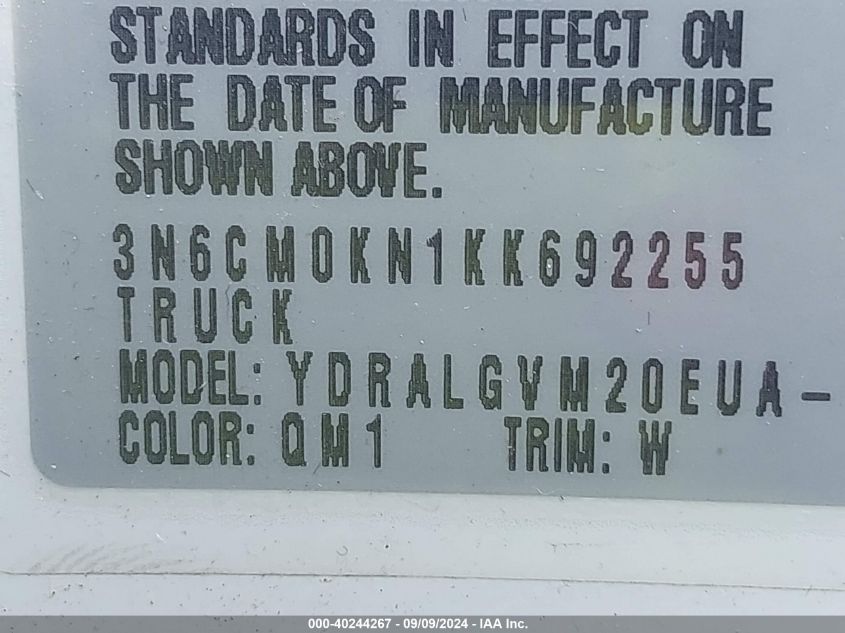 STANDARDS IN EFFECT ON
THE DATE OF MANUFACTURE
SHOWN ABOVE.
3N6CM0KN1KK692255
TRUCK
MODEL: YDRALGVM20EUA-
COLOR: QM1 TRIM: W
000-40244267 - 09/09/2024 - IAA Inc.